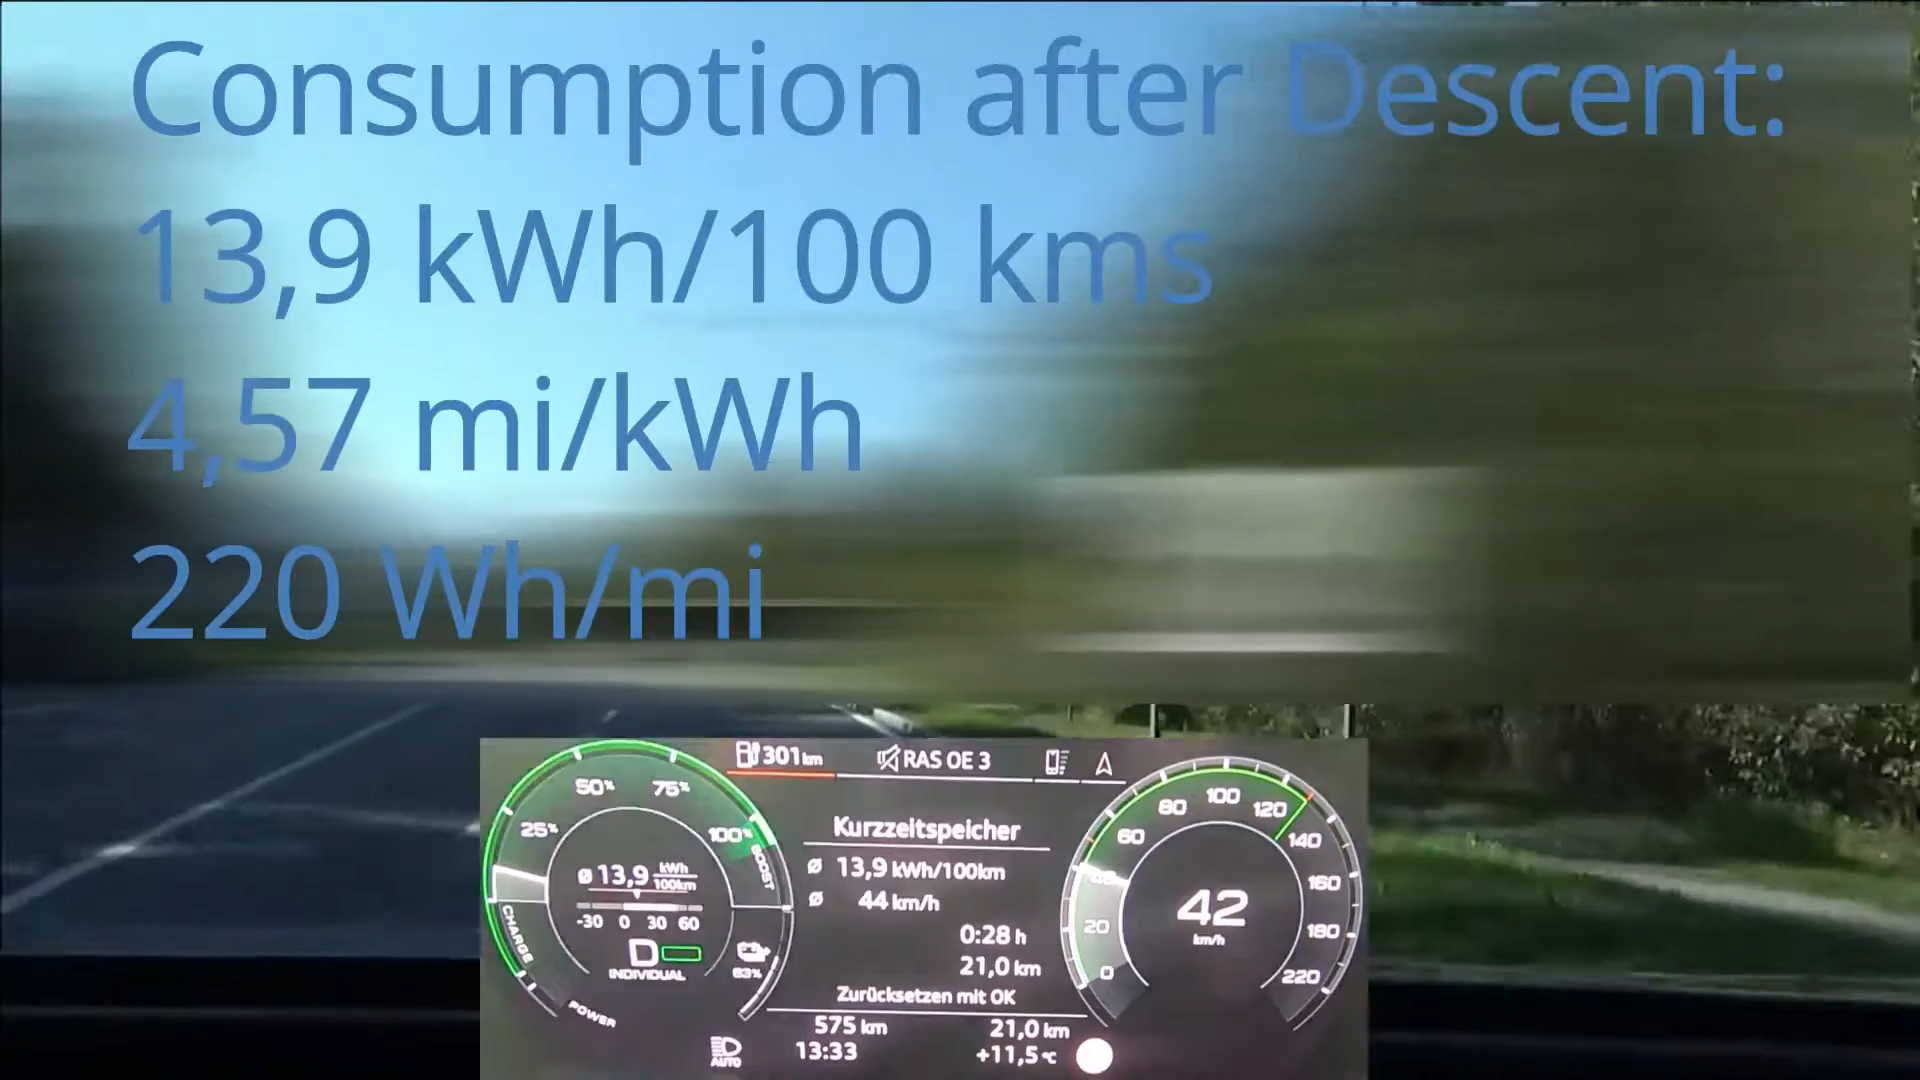 Consumption after Descent:
13,9 kWh/100 kms
4,57 mi/kWh
220 Wh/mi
301 km
RAS OE 3
25%
50%
75%
100%
BOOST
CHARGE
POWER
Ø 13,9 kWh/100km
-30 0 30 60
D
INDIVIDUAL
63%
Kurzzeitspeicher
Ø 13,9 kWh/100km
Ø 44 km/h
0:28 h
21,0 km
Zurücksetzen mit OK
575 km 21,0 km
13:33 +11,5 °C
AUTO
0
20
40
60
80
100
120
140
160
180
220
42
km/h